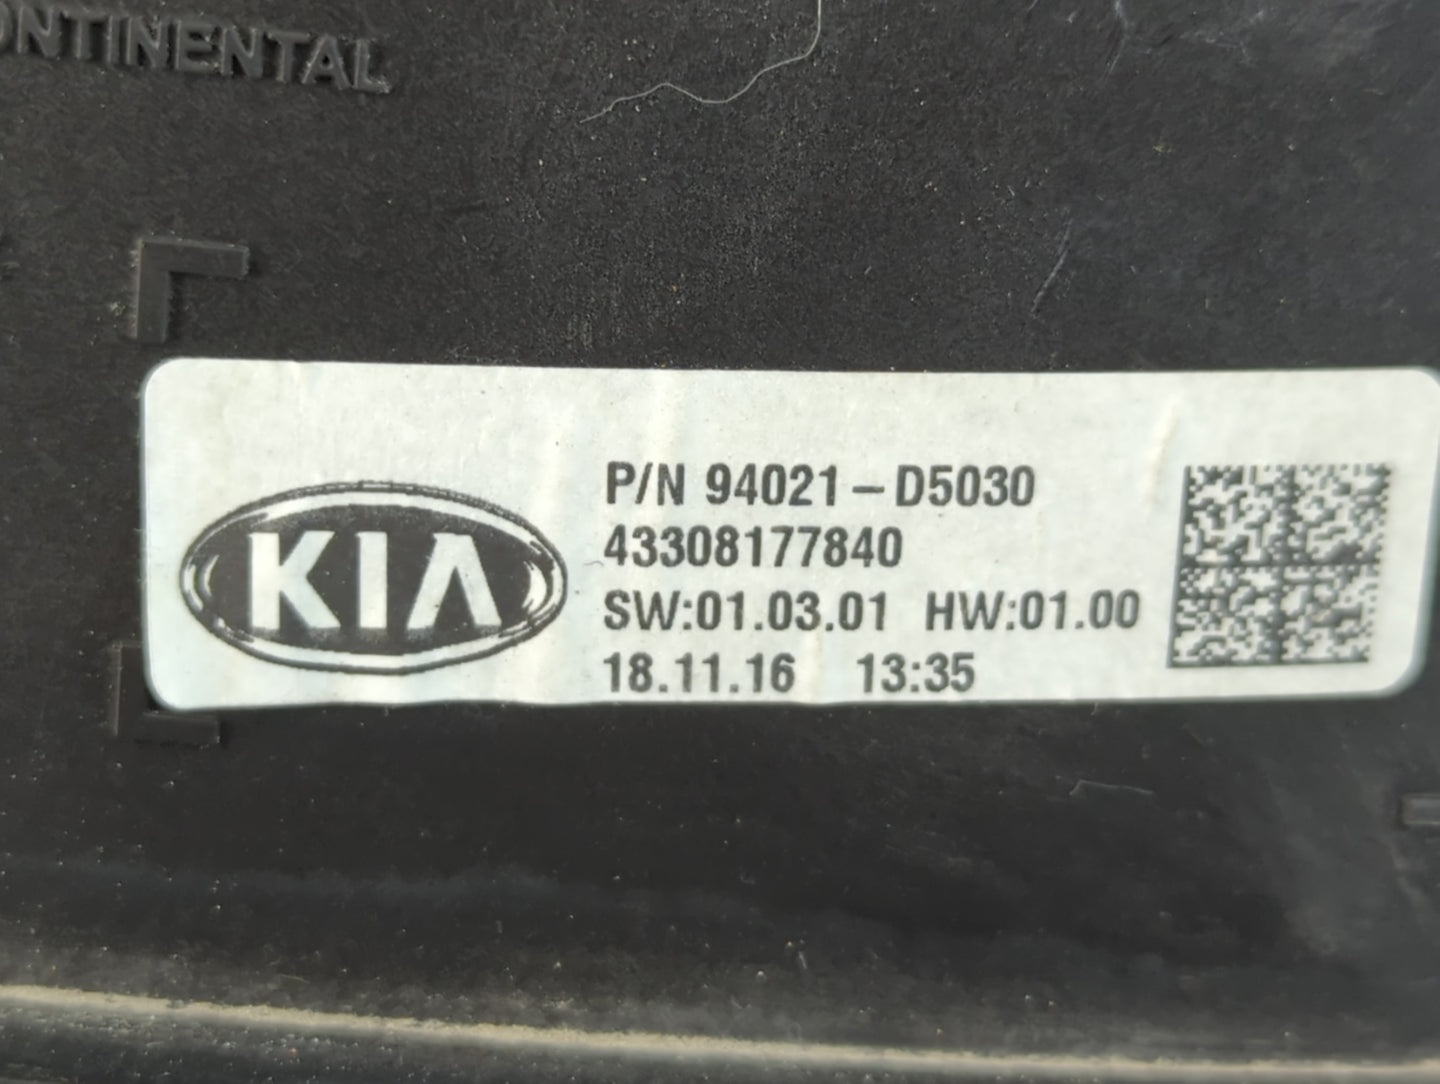 ONTINENTAL
KIA
P/N 94021-D5030
43308177840
SW:01.03.01 HW:01.00
18.11.16 13:35